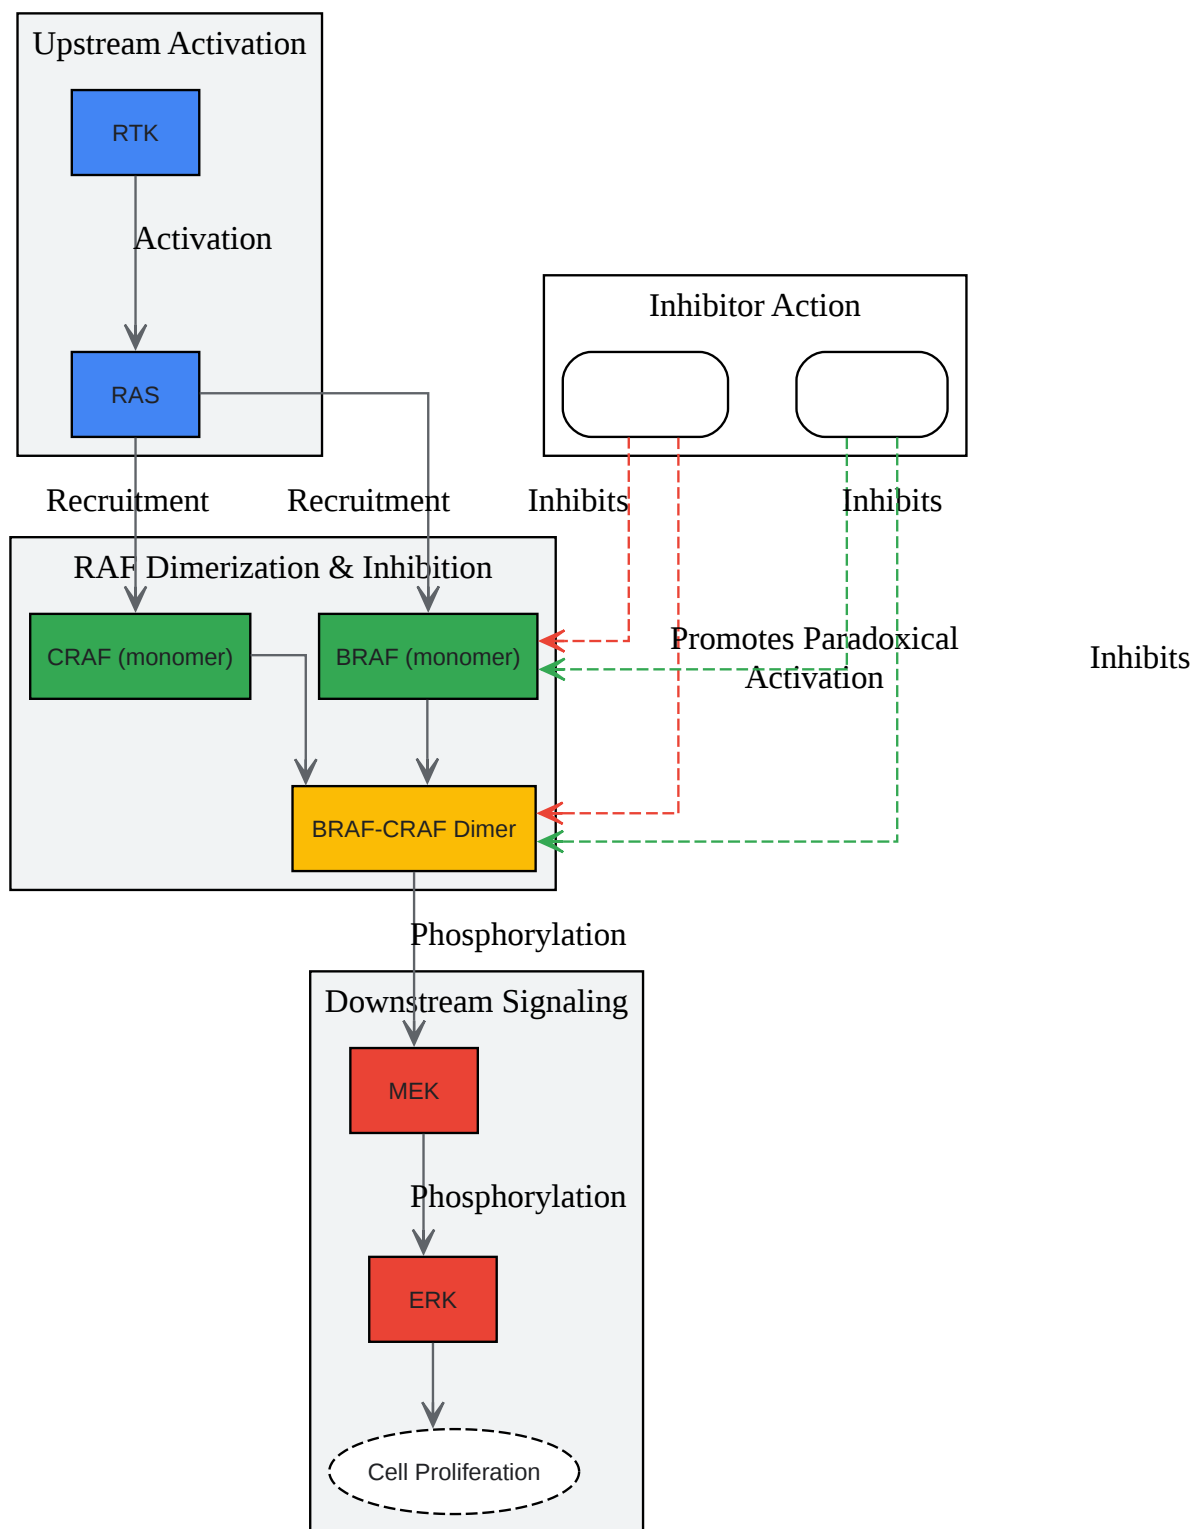 Upstream Activation
RTK
Activation
Inhibitor Action
RAS
Recruitment
Recruitment
Inhibits
Inhibits
RAF Dimerization & Inhibition
CRAF (monomer)
BRAF (monomer)
Promotes Paradoxical
Activation
Inhibits
BRAF-CRAF Dimer
Phosphorylation
Downstream Signaling
MEK
Phosphorylation
ERK
Cell Proliferation